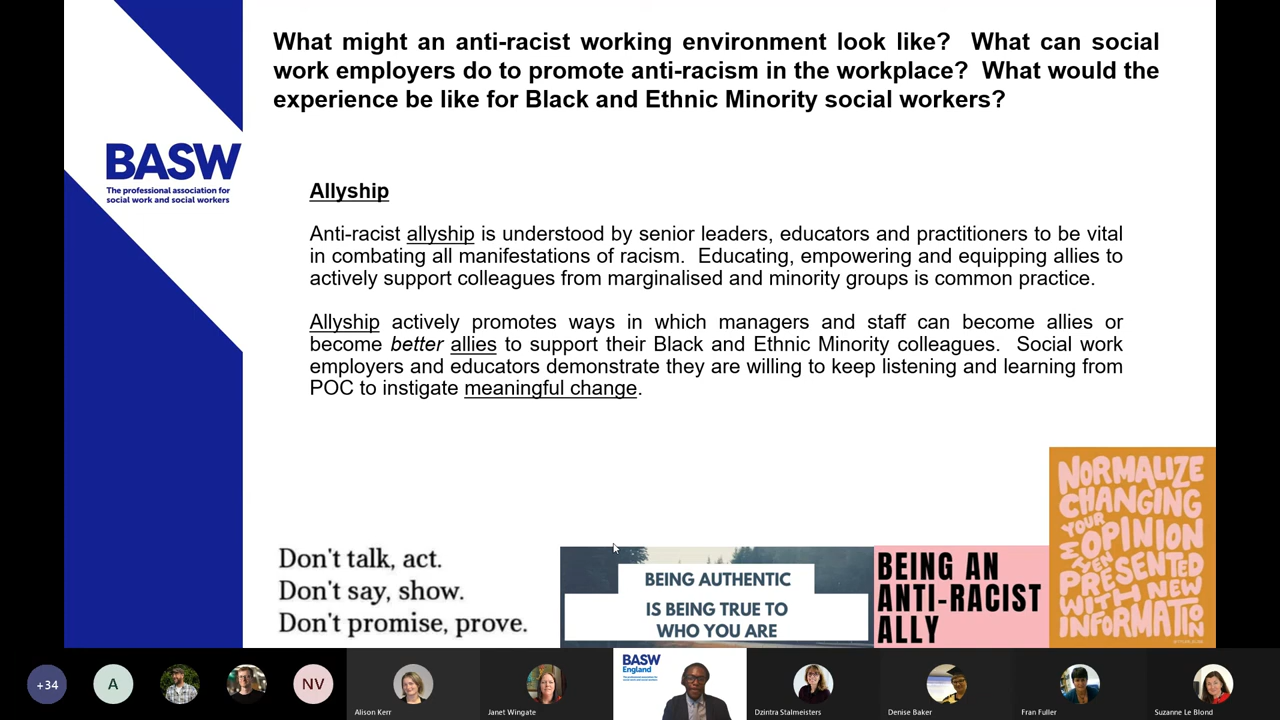 What might an anti-racist working environment look like? What can social
work employers do to promote anti-racism in the workplace? What would the
experience be like for Black and Ethnic Minority social workers?
BASW
The professional association for
social work and social workers
Allyship
Anti-racist allyship is understood by senior leaders, educators and practitioners to be vital
in combating all manifestations of racism. Educating, empowering and equipping allies to
actively support colleagues from marginalised and minority groups is common practice.
Allyship actively promotes ways in which managers and staff can become allies or
become better allies to support their Black and Ethnic Minority colleagues. Social work
employers and educators demonstrate they are willing to keep listening and learning from
POC to instigate meaningful change.
Don't talk, act.
Don't say, show.
Don't promise, prove.
BEING AUTHENTIC
IS BEING TRUE TO
WHO YOU ARE
BEING AN
ANTI-RACIST
ALLY
NORMALIZE
CHANGING
YOUR
OPINION
WHEN
PRESENTED
WITH NEW
INFORMATION
+34
A
NV
Alison Kerr
Janet Wingate
BASW
England
Dzintra Stalmeisters
Denise Baker
Fran Fuller
Suzanne Le Blond